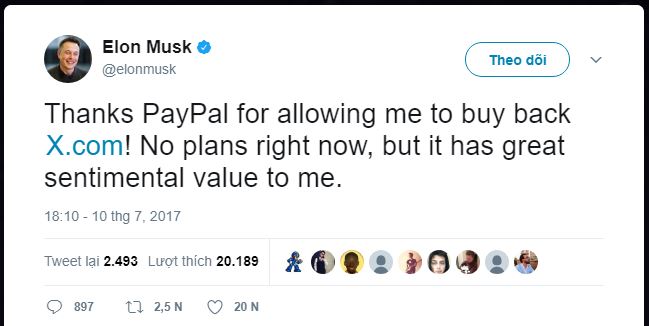 Elon Musk
@elonmusk
Theo dõi
Thanks PayPal for allowing me to buy back
X.com! No plans right now, but it has great
sentimental value to me.
18:10 - 10 thg 7, 2017
Tweet lại 2.493 Lượt thích 20.189
897 2,5 N 20 N